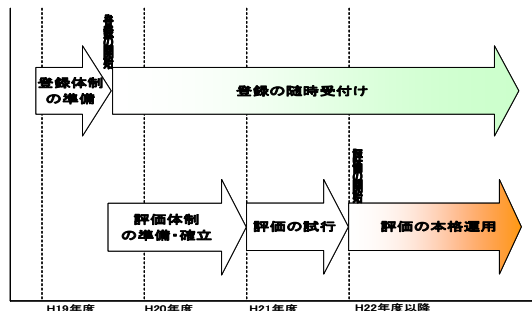 登録体制
の準備
登録の随時受付け
評価体制
の準備・確立
評価の試行
評価の本格運用
H19年度
H20年度
H21年度
H22年度以降